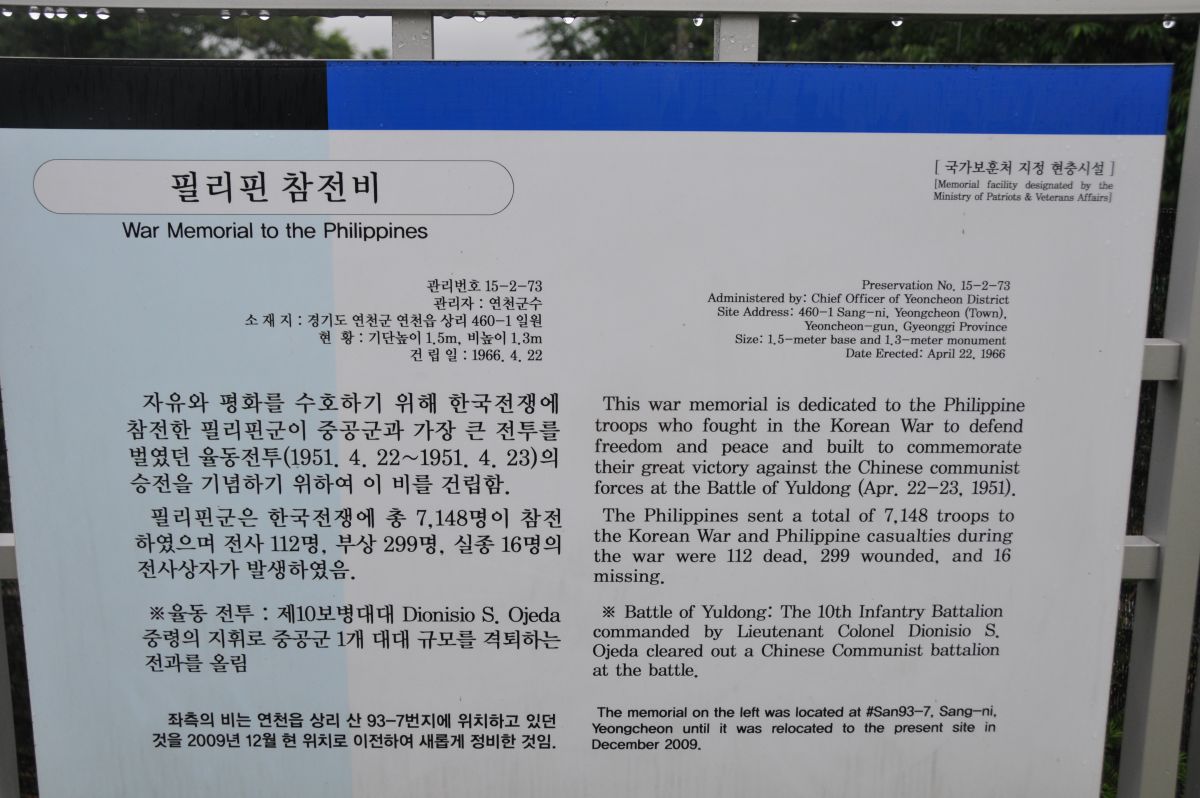 필리핀 참전비
War Memorial to the Philippines
[ 국가보훈처 지정 현충시설 ]
[Memorial facility designated by the
Ministry of Patriots & Veterans Affairs]
관리번호 15-2-73
관리자 : 연천군수
소 재 지 : 경기도 연천군 연천읍 상리 460-1 일원
현 황 : 기단높이 1.5m, 비높이 1.3m
건 립 일 : 1966. 4. 22
자유와 평화를 수호하기 위해 한국전쟁에
참전한 필리핀군이 중공군과 가장 큰 전투를
벌였던 율동전투(1951. 4. 22~1951. 4. 23)의
승전을 기념하기 위하여 이 비를 건립함.
필리핀군은 한국전쟁에 총 7,148명이 참전
하였으며 전사 112명, 부상 299명, 실종 16명의
전사상자가 발생하였음.
※율동 전투 : 제10보병대대 Dionisio S. Ojeda
중령의 지휘로 중공군 1개 대대 규모를 격퇴하는
전과를 올림
좌측의 비는 연천읍 상리 산 93-7번지에 위치하고 있던
것을 2009년 12월 현 위치로 이전하여 새롭게 정비한 것임.
Preservation No. 15-2-73
Administered by: Chief Officer of Yeoncheon District
Site Address: 460-1 Sang-ni, Yeongcheon (Town),
Yeoncheon-gun, Gyeonggi Province
Size: 1.5-meter base and 1.3-meter monument
Date Erected: April 22, 1966
This war memorial is dedicated to the Philippine
troops who fought in the Korean War to defend
freedom and peace and built to commemorate
their great victory against the Chinese communist
forces at the Battle of Yuldong (Apr. 22-23, 1951).
The Philippines sent a total of 7,148 troops to
the Korean War and Philippine casualties during
the war were 112 dead, 299 wounded, and 16
missing.
※ Battle of Yuldong: The 10th Infantry Battalion
commanded by Lieutenant Colonel Dionisio S.
Ojeda cleared out a Chinese Communist battalion
at the battle.
The memorial on the left was located at #San93-7, Sang-ni,
Yeongcheon until it was relocated to the present site in
December 2009.